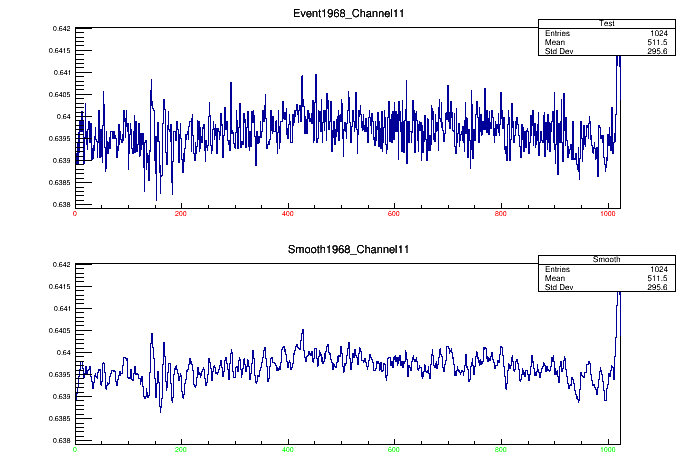 Event1968_Channel11
Test
Entries 1024
Mean 511.5
Std Dev 295.6
0.642
0.6415
0.641
0.6405
0.64
0.6395
0.639
0.6385
0.638
0 200 400 600 800 1000
Smooth1968_Channel11
Smooth
Entries 1024
Mean 511.5
Std Dev 295.6
0.642
0.6415
0.641
0.6405
0.64
0.6395
0.639
0.6385
0.638
0 200 400 600 800 1000